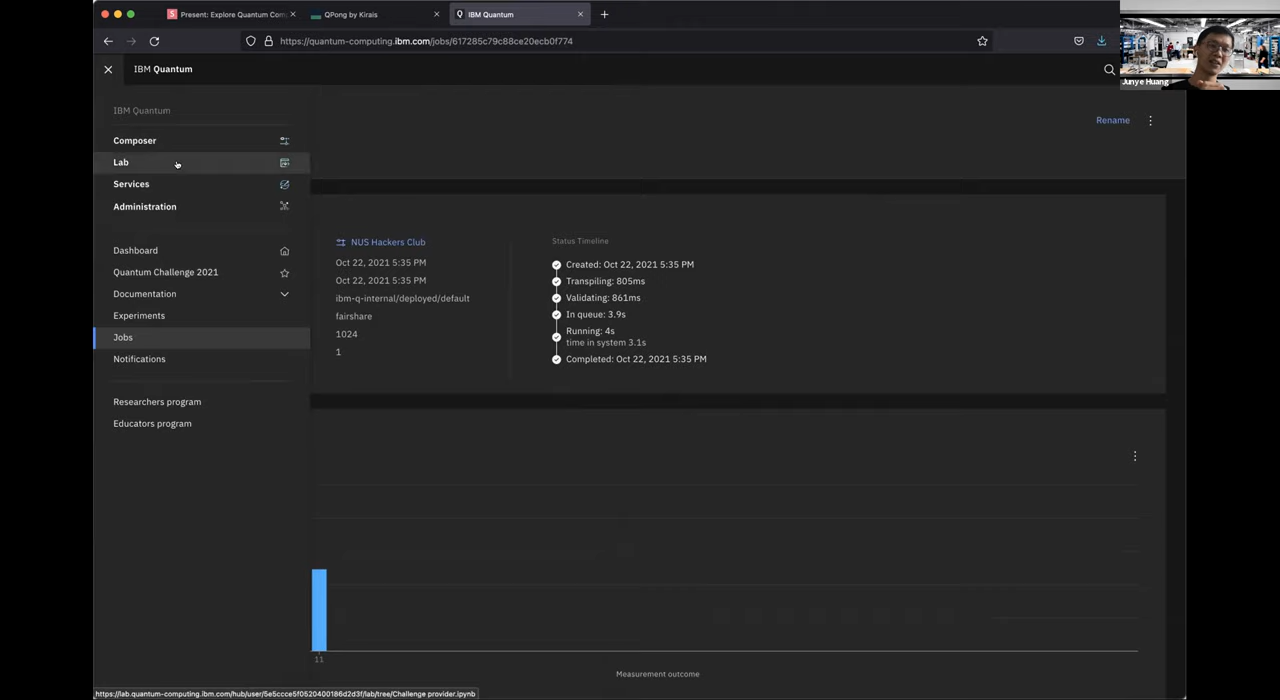 Present: Explore Quantum Com
QPong by Kirais
IBM Quantum
https://quantum-computing.ibm.com/jobs/617285c79c88ce20ecb0f774
Junye Huang
IBM Quantum
IBM Quantum
Rename
Composer
Lab
Services
Administration
Dashboard
Quantum Challenge 2021
Documentation
Experiments
Jobs
Notifications
Researchers program
Educators program
NUS Hackers Club
Oct 22, 2021 5:35 PM
Oct 22, 2021 5:35 PM
ibm-q-internal/deployed/default
fairshare
1024
1
Status Timeline
Created: Oct 22, 2021 5:35 PM
Transpiling: 805ms
Validating: 861ms
In queue: 3.9s
Running: 4s
time in system 3.1s
Completed: Oct 22, 2021 5:35 PM
11
Measurement outcome
https://lab.quantum-computing.ibm.com/hub/user/5e5ccce5f0520400186d2d3f/lab/tree/Challenge provider.ipynb